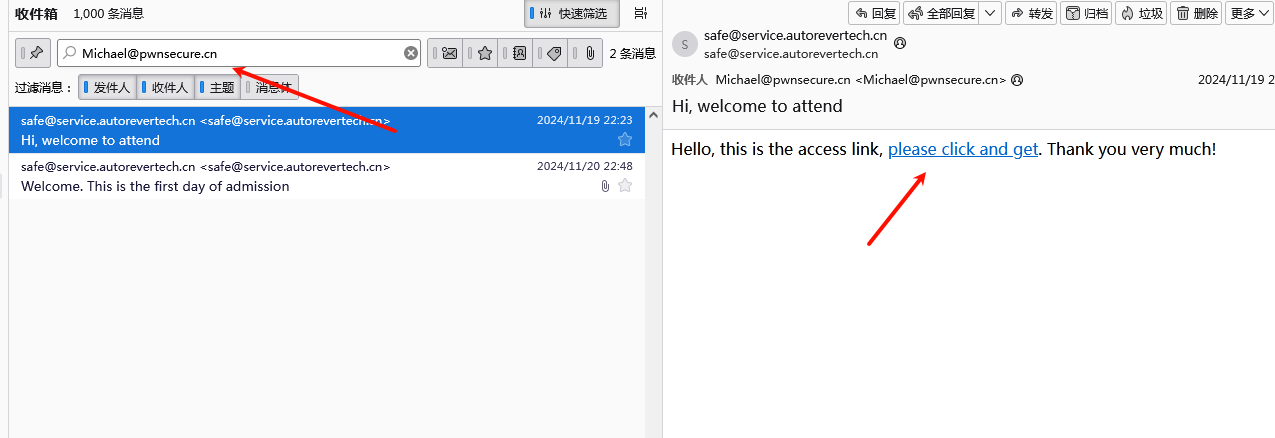 收件箱 1,000 条消息 快速筛选
Michael@pwnsecure.cn 2 条消息
过滤消息： 发件人 收件人 主题 消息体
safe@service.autorevertech.cn <safe@service.autorevertech.cn> 2024/11/19 22:23
Hi, welcome to attend
safe@service.autorevertech.cn <safe@service.autorevertech.cn> 2024/11/20 22:48
Welcome. This is the first day of admission
回复 全部回复 转发 归档 垃圾 删除 更多
S
safe@service.autorevertech.cn
safe@service.autorevertech.cn
收件人 Michael@pwnsecure.cn <Michael@pwnsecure.cn> 2024/11/19 2
Hi, welcome to attend
Hello, this is the access link, please click and get. Thank you very much!